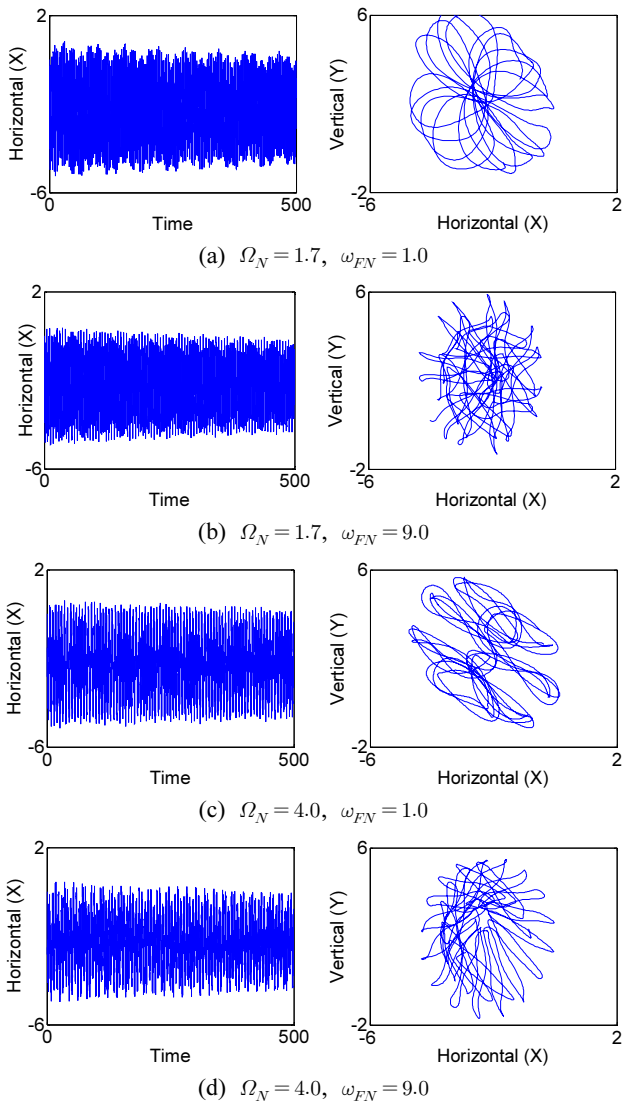 2
Horizontal (X)
-6
0
500
Time
6
Vertical (Y)
-2
-6
2
Horizontal (X)
(a) Ω_N = 1.7, ω_FN = 1.0
2
Horizontal (X)
-6
0
500
Time
6
Vertical (Y)
-2
-6
2
Horizontal (X)
(b) Ω_N = 1.7, ω_FN = 9.0
2
Horizontal (X)
-6
0
500
Time
6
Vertical (Y)
-2
-6
2
Horizontal (X)
(c) Ω_N = 4.0, ω_FN = 1.0
2
Horizontal (X)
-6
0
500
Time
6
Vertical (Y)
-2
-6
2
Horizontal (X)
(d) Ω_N = 4.0, ω_FN = 9.0